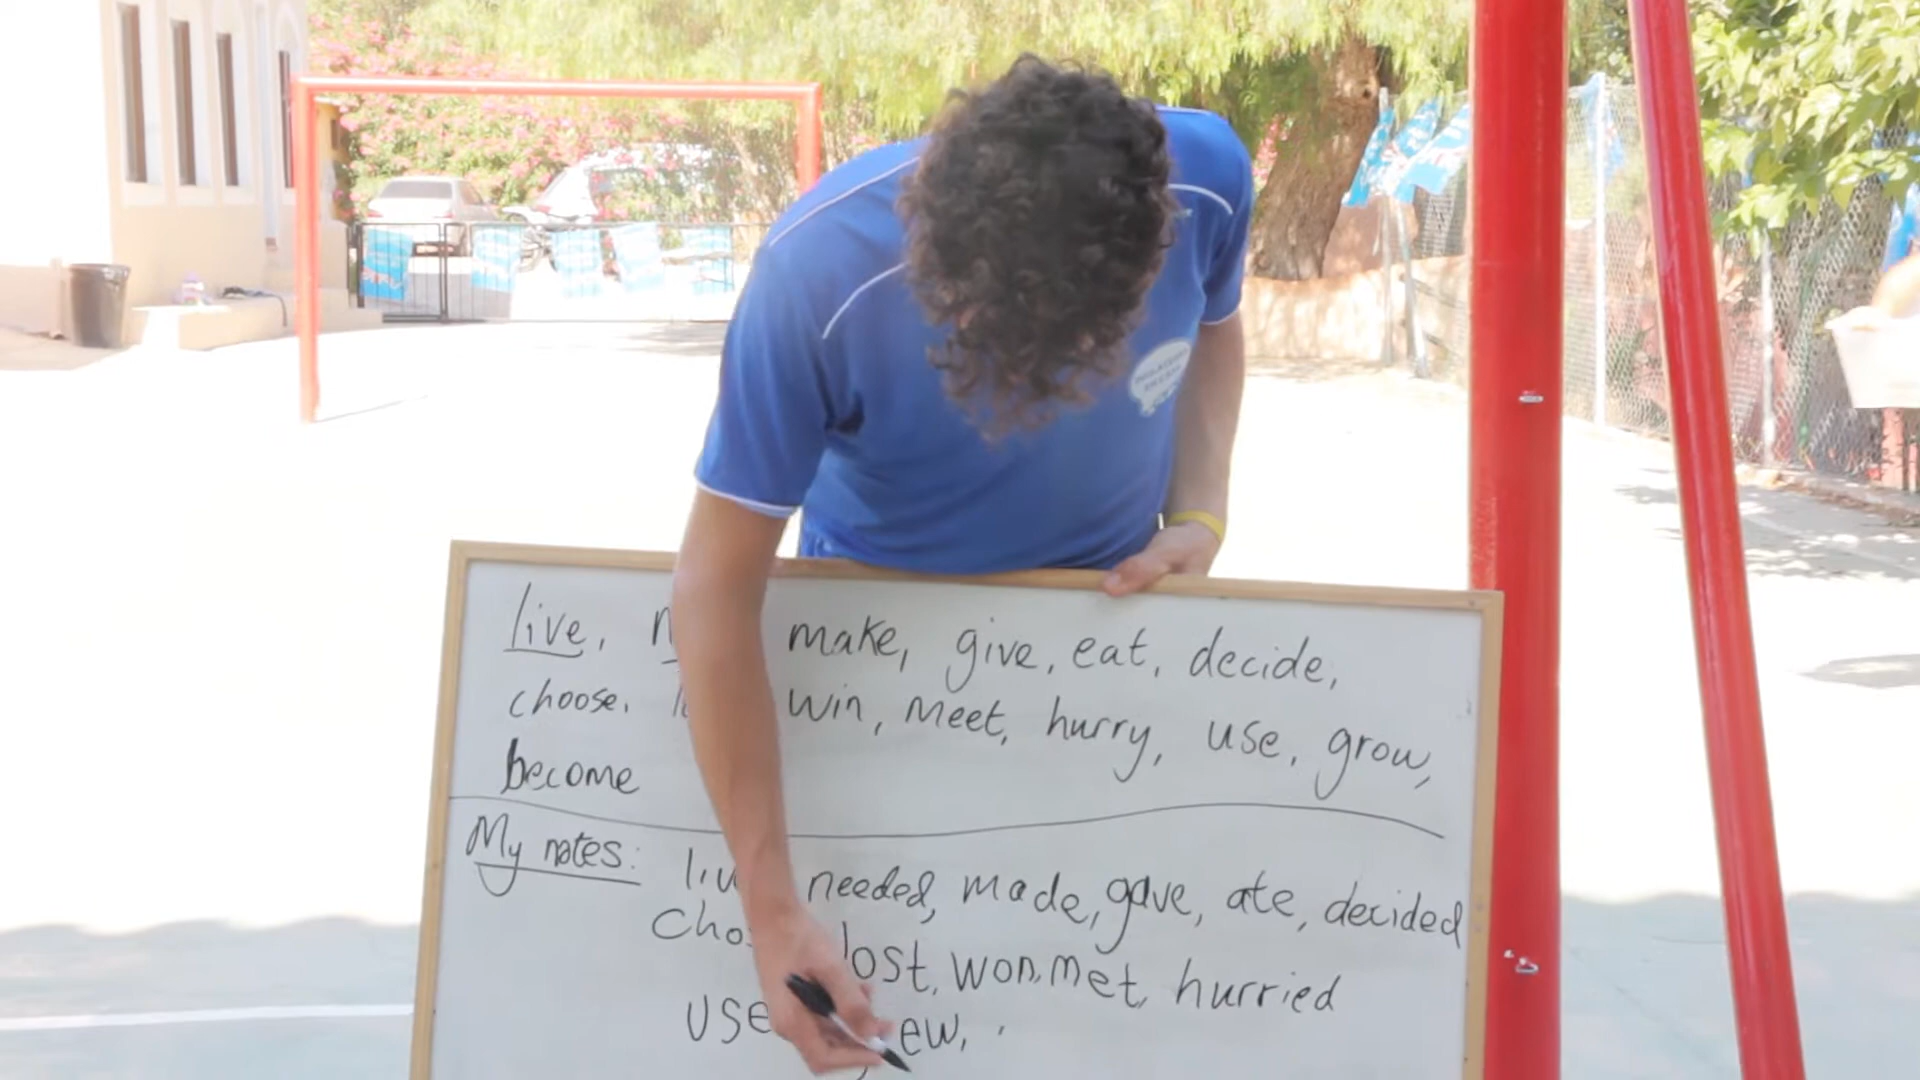 live, make, give, eat, decide,
choose, win, meet, hurry, use, grow,
become
My notes: needed, made, gave, ate, decided
lost, won, met, hurried